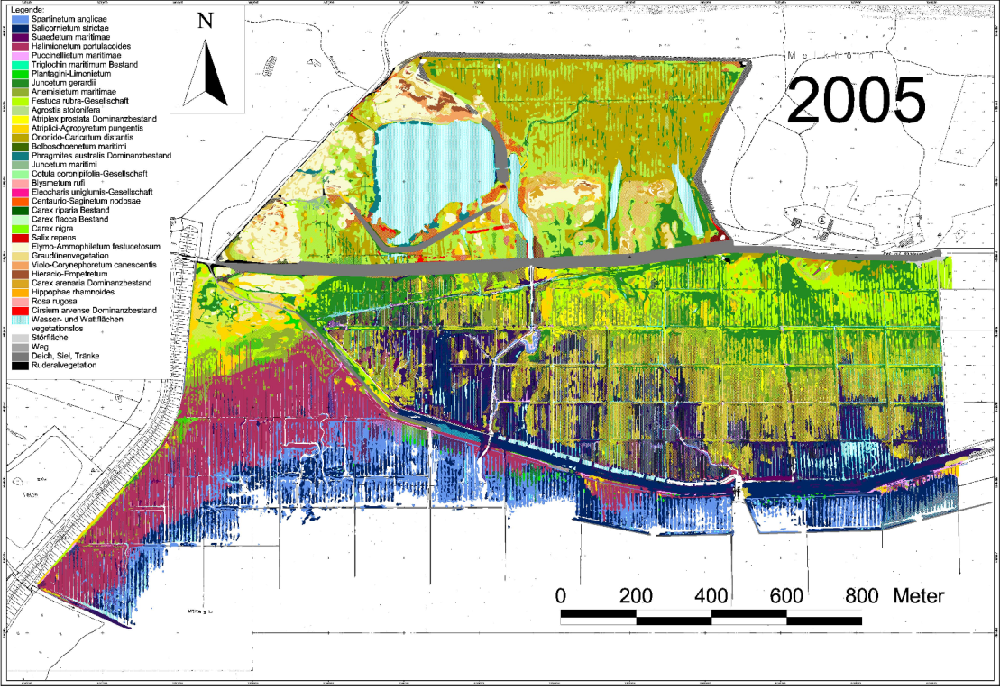 Legende:
Spartinetum anglicae
Salicornietum strictae
Suaedetum maritimae
Halimionetum portulacoides
Puccinellietum maritimae
Triglochin maritimum Bestand
Plantagini-Limonietum
Juncetum gerardii
Artemisietum maritimae
Festuca rubra-Gesellschaft
Agrostis stolonifera
Atriplex prostata Dominanzbestand
Atriplici-Agropyretum pungentis
Ononido-Caricetum distantis
Bolboschoenetum maritimi
Phragmites australis Dominanzbestand
Juncetum maritimi
Cotula coronipifolia-Gesellschaft
Blysmetum rufi
Eleocharis uniglumis-Gesellschaft
Centaurio-Saginetum nodosae
Carex riparia Bestand
Carex flacca Bestand
Carex nigra
Salix repens
Elymo-Ammophiletum festucetosum
Graudünenvegetation
Violo-Corynephoretum canescentis
Hieracio-Empetretum
Carex arenaria Dominanzbestand
Hippophae rhamnoides
Rosa rugosa
Cirsium arvense Dominanzbestand
Wasser- und Wattflächen
vegetationslos
Störfläche
Weg
Deich, Siel, Tränke
Ruderalvegetation
N
2005
0 200 400 600 800 Meter